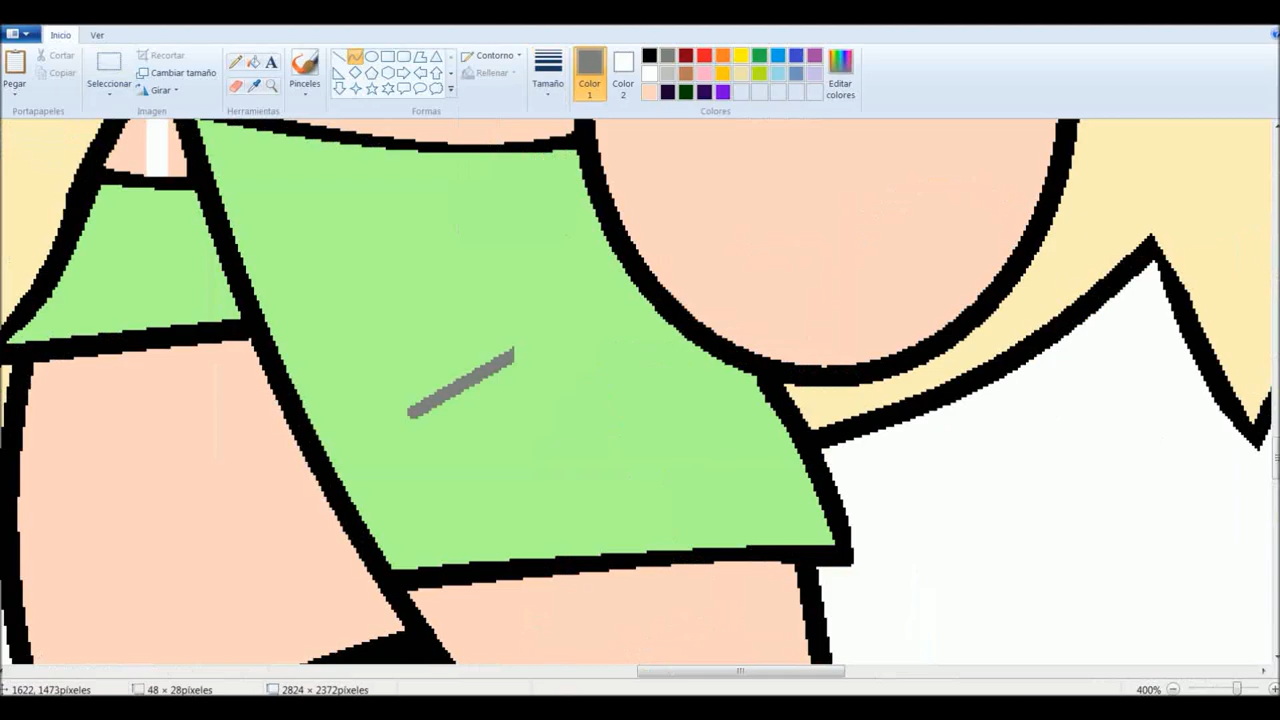 Inicio Ver
Pegar
Cortar
Copiar
Portapapeles
Seleccionar
Recortar
Cambiar tamaño
Girar
Imagen
A
Herramientas
Pinceles
Formas
Contorno
Rellenar
Tamaño
Color 1
Color 2
Editar colores
Colores
1622, 1473píxeles
48 × 28píxeles
2824 × 2372píxeles
400%